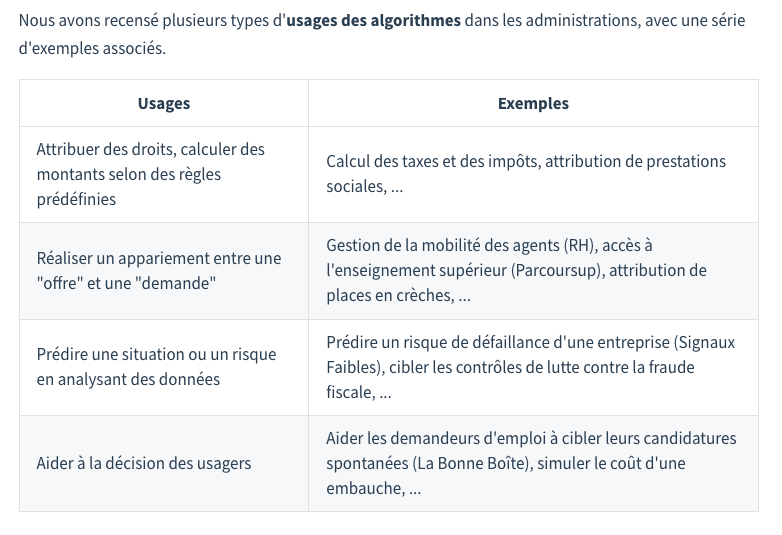 Nous avons recensé plusieurs types d'usages des algorithmes dans les administrations, avec une série
d'exemples associés.
Usages
Exemples
Attribuer des droits, calculer des
montants selon des règles
prédéfinies
Calcul des taxes et des impôts, attribution de prestations
sociales, ...
Réaliser un appariement entre une
"offre" et une "demande"
Gestion de la mobilité des agents (RH), accès à
l'enseignement supérieur (Parcoursup), attribution de
places en crèches, ...
Prédire une situation ou un risque
en analysant des données
Prédire un risque de défaillance d'une entreprise (Signaux
Faibles), cibler les contrôles de lutte contre la fraude
fiscale, ...
Aider à la décision des usagers
Aider les demandeurs d'emploi à cibler leurs candidatures
spontanées (La Bonne Boîte), simuler le coût d'une
embauche, ...